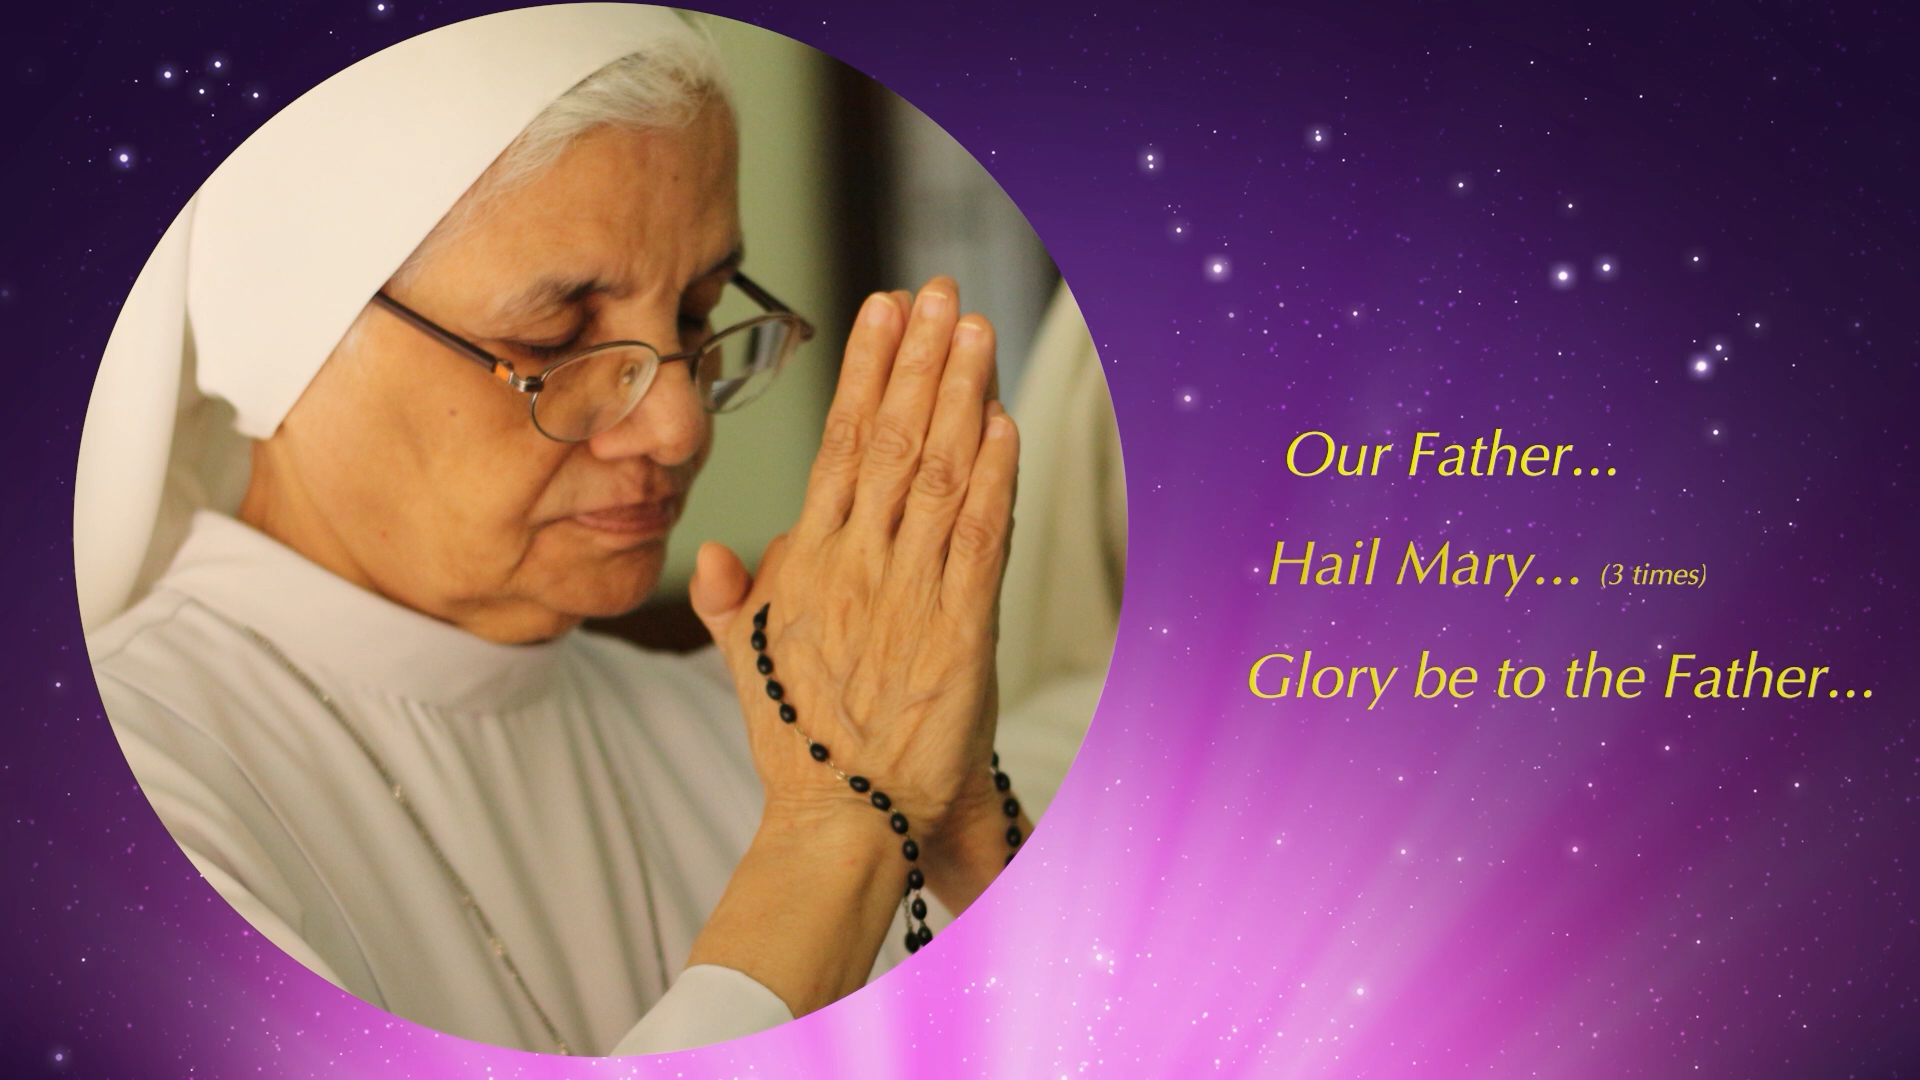 Our Father...
Hail Mary... (3 times)
Glory be to the Father...